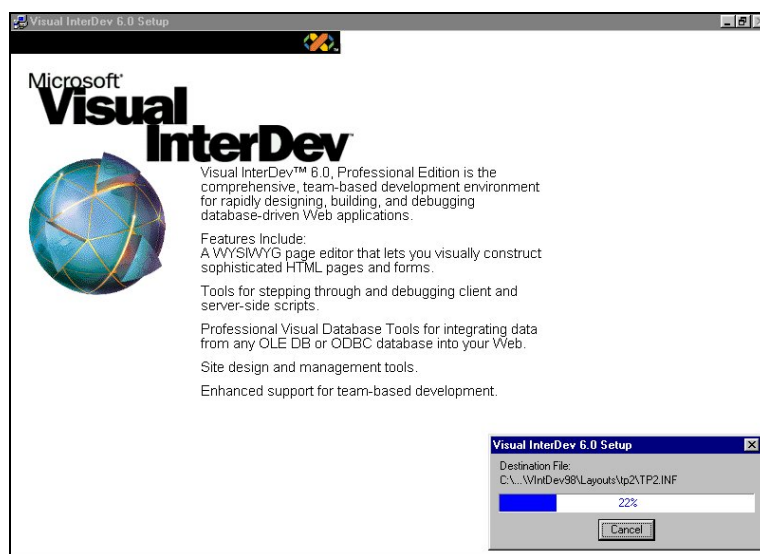 Visual InterDev 6.0 Setup
Microsoft®
Visual
InterDev™
Visual InterDev™ 6.0, Professional Edition is the
comprehensive, team-based development environment
for rapidly designing, building, and debugging
database-driven Web applications.
Features Include:
A WYSIWYG page editor that lets you visually construct
sophisticated HTML pages and forms.
Tools for stepping through and debugging client and
server-side scripts.
Professional Visual Database Tools for integrating data
from any OLE DB or ODBC database into your Web.
Site design and management tools.
Enhanced support for team-based development.
Visual InterDev 6.0 Setup
Destination File:
C:\...\VIntDev98\Layouts\tp2\TP2.INF
22%
Cancel